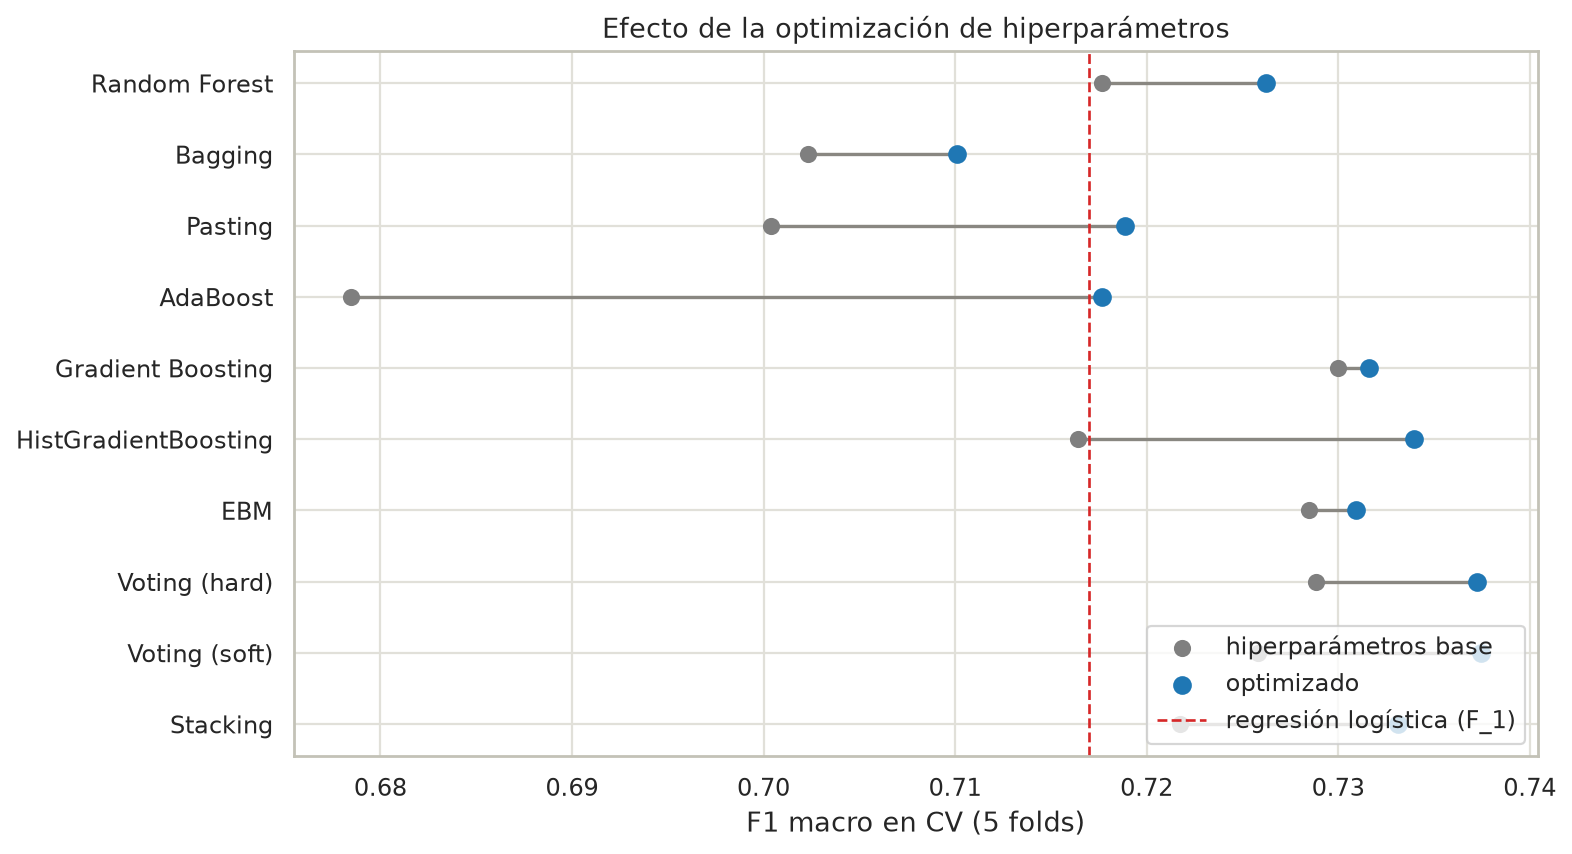 Efecto de la optimización de hiperparámetros
Random Forest
Bagging
Pasting
AdaBoost
Gradient Boosting
HistGradientBoosting
EBM
Voting (hard)
Voting (soft)
Stacking
hiperparámetros base
optimizado
regresión logística (F_1)
0.68 0.69 0.70 0.71 0.72 0.73 0.74
F1 macro en CV (5 folds)